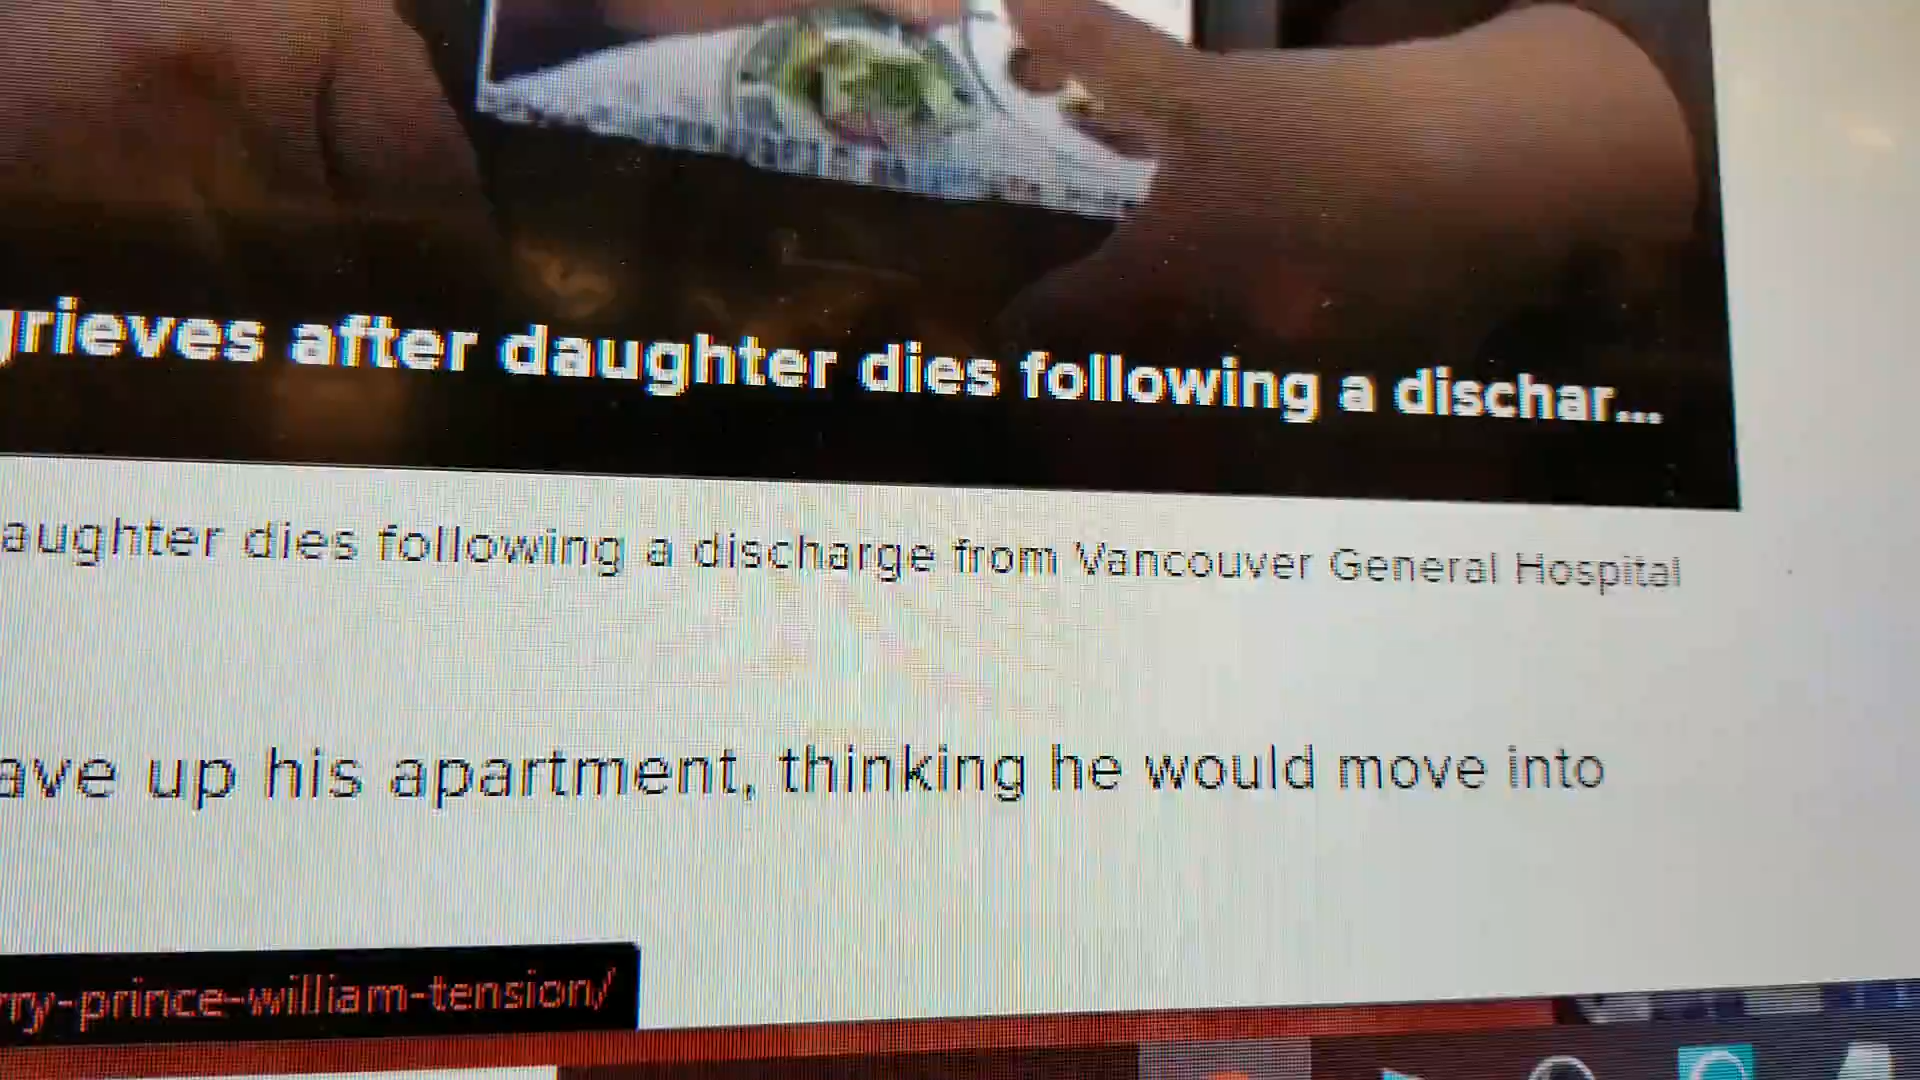 grieves after daughter dies following a dischar...
aughter dies following a discharge from Vancouver General Hospital
ave up his apartment, thinking he would move into
rry-prince-william-tension/